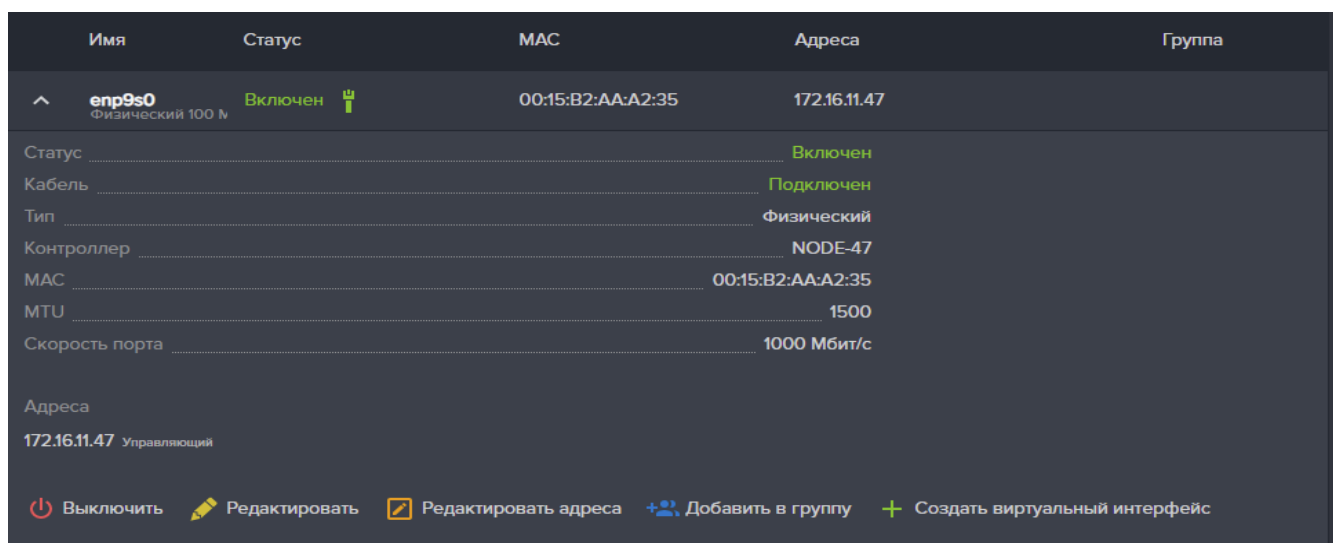 Имя Статус MAC Адреса Группа
enp9s0 Включен 00:15:B2:AA:A2:35 172.16.11.47
Физический 100
Статус Включен
Кабель Подключен
Тип Физический
Контроллер NODE-47
MAC 00:15:B2:AA:A2:35
MTU 1500
Скорость порта 1000 Мбит/с
Адреса
172.16.11.47 Управляющий
Выключить Редактировать Редактировать адреса Добавить в группу Создать виртуальный интерфейс